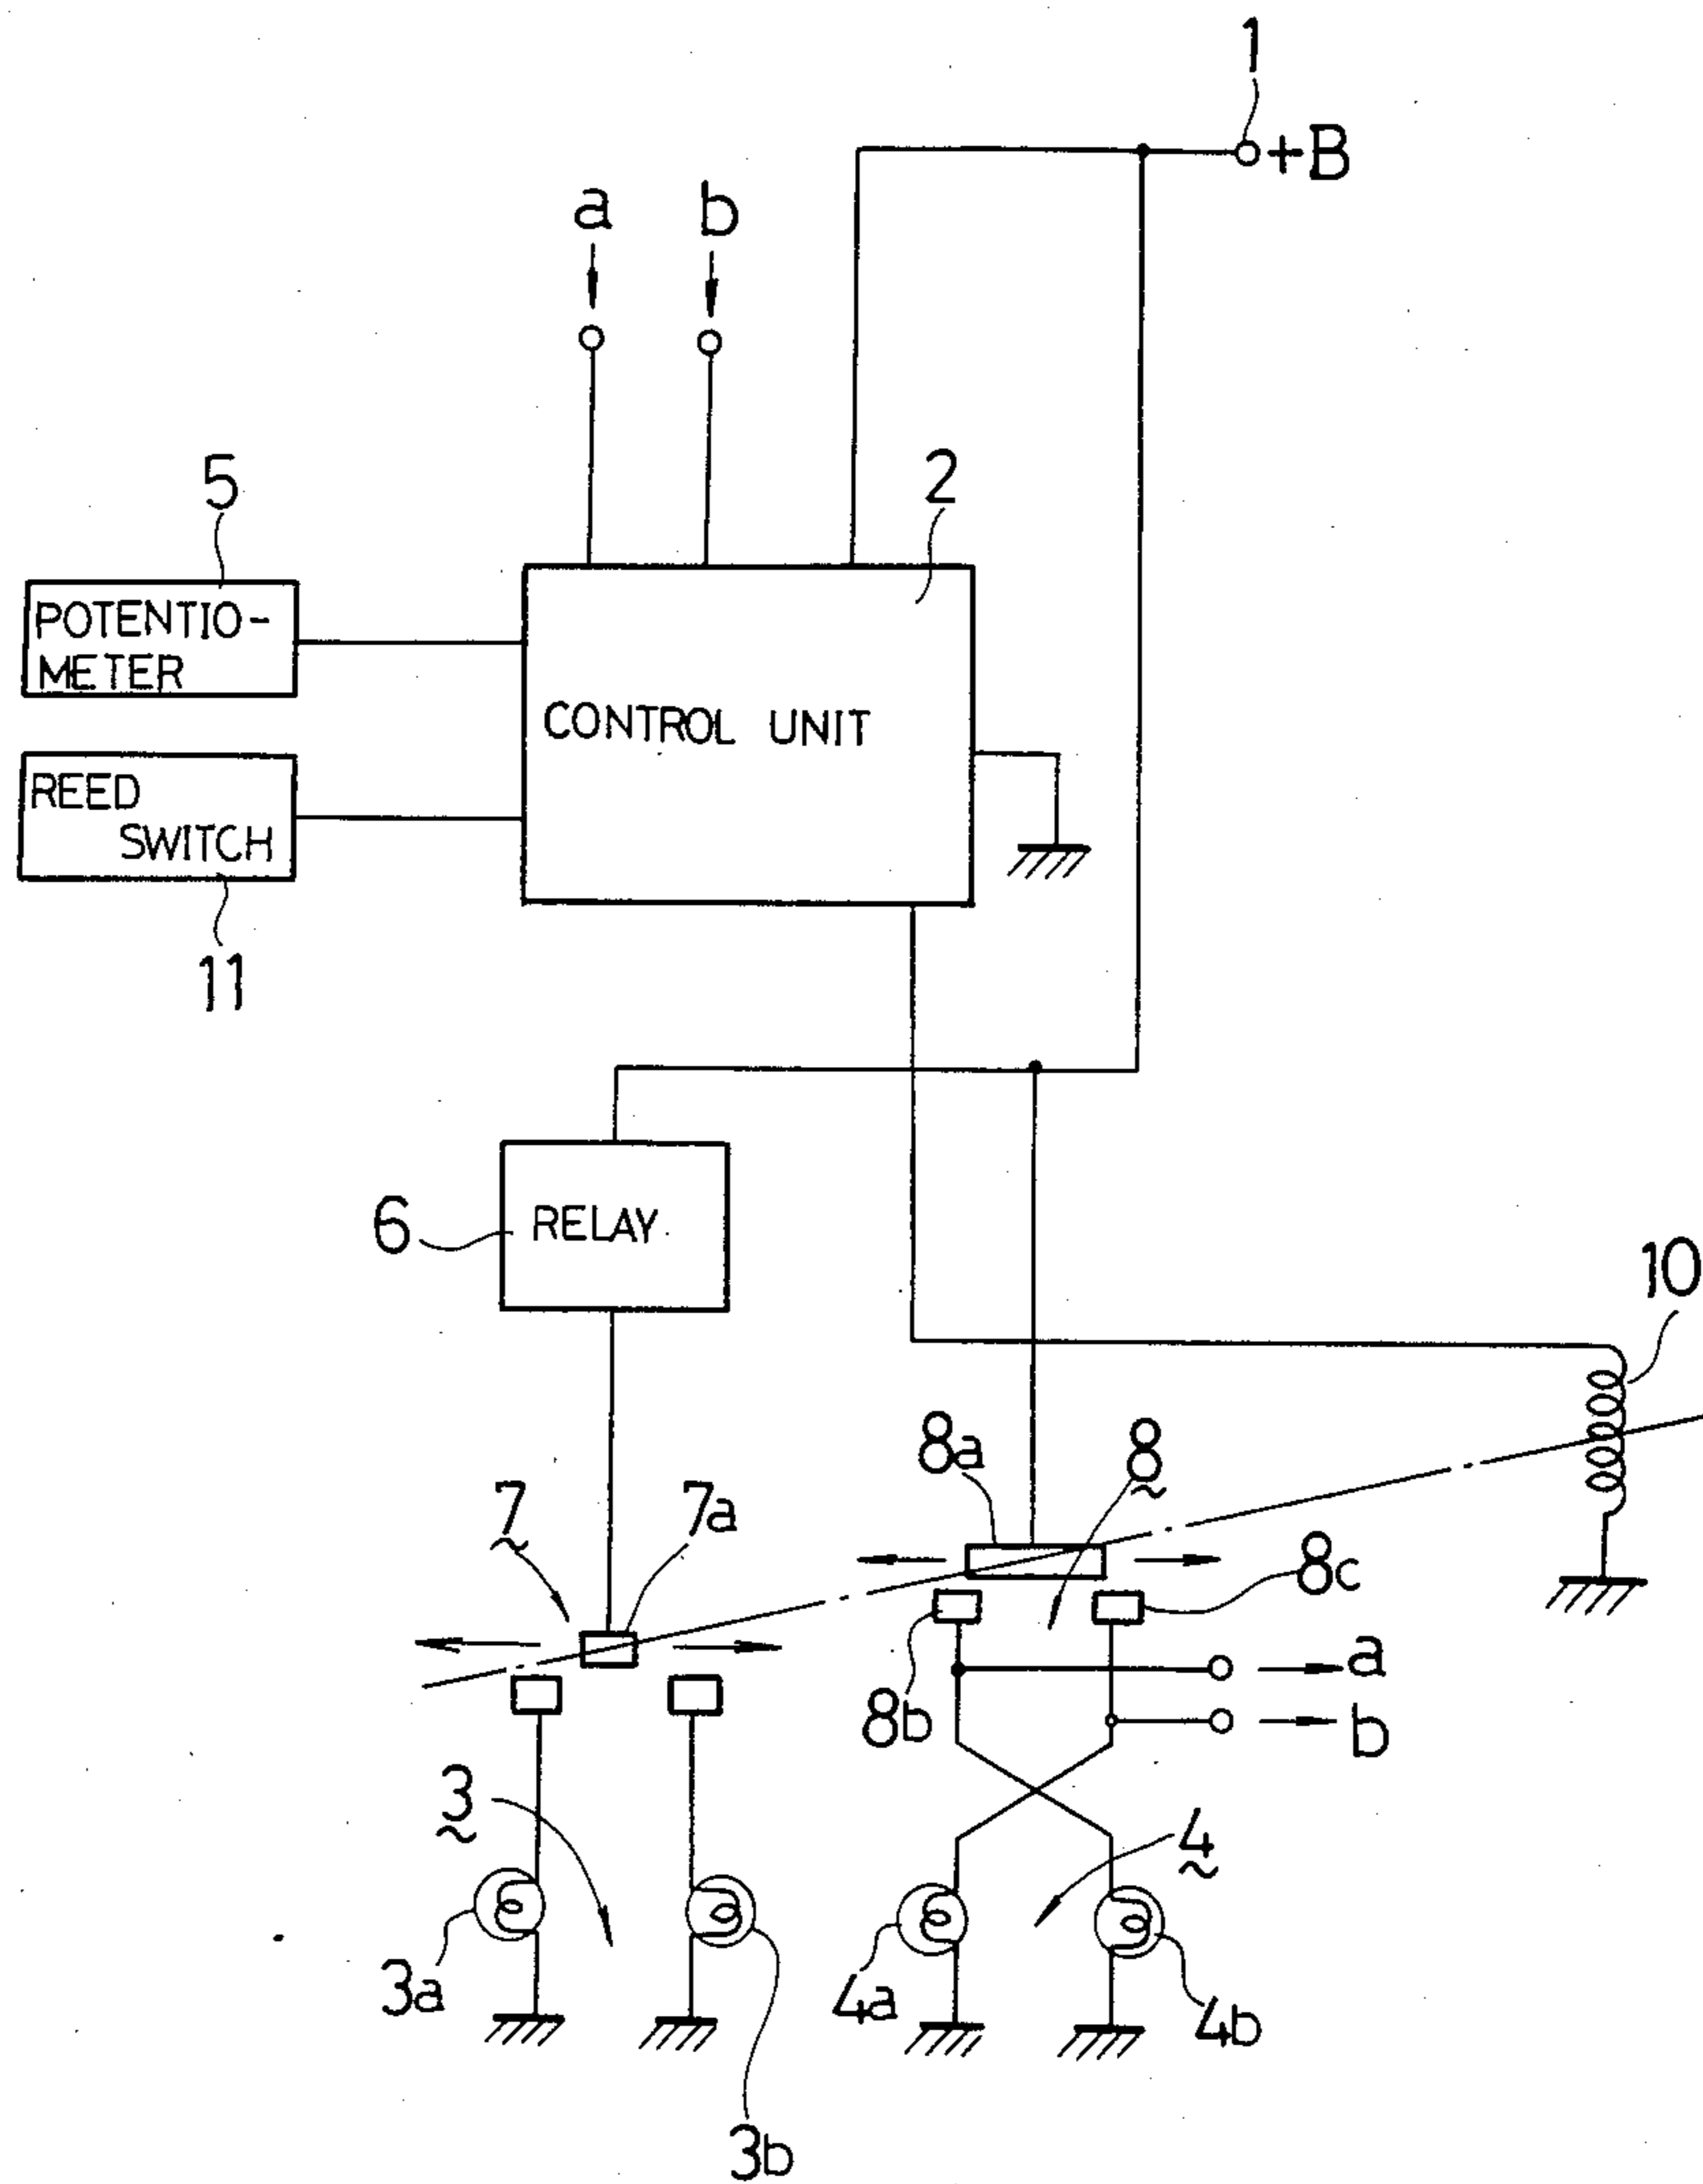 1
+B
a
b
5
2
POTENTIO-
METER
CONTROL UNIT
REED
SWITCH
11
6
RELAY
10
8a
8
7
7a
8c
a
8b
b
3
4
3a
4a
4b
3b